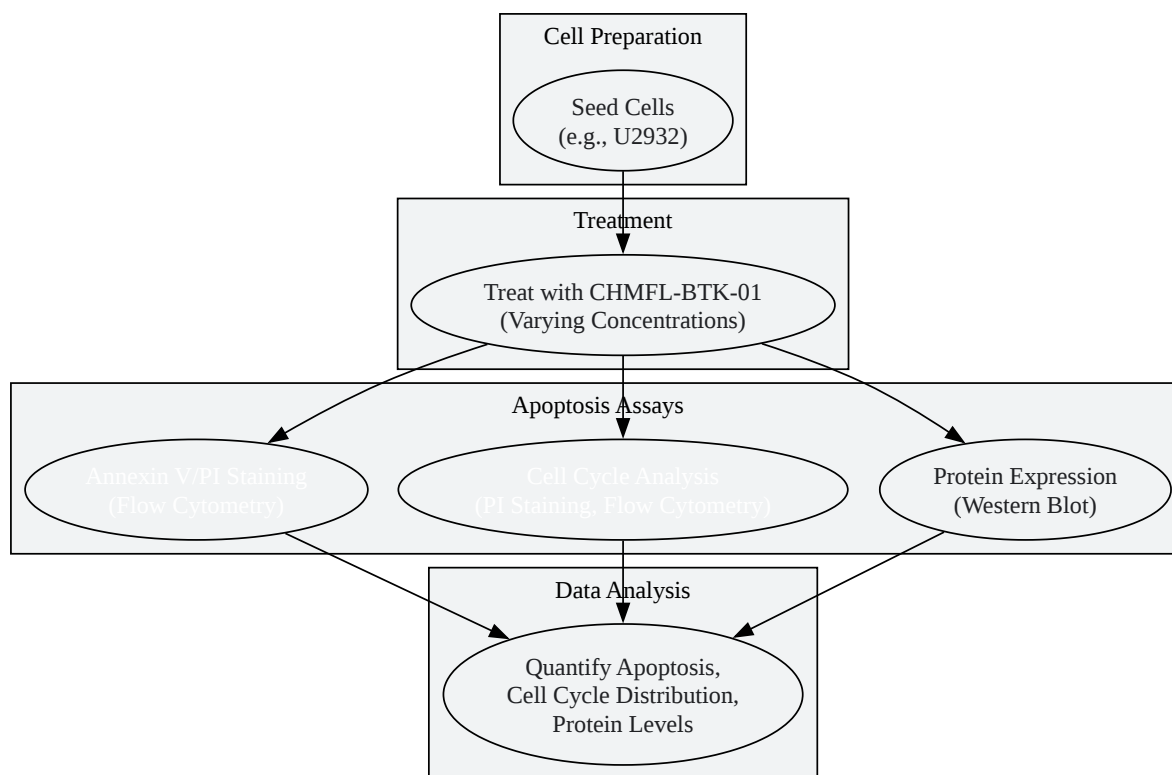 Cell Preparation
Seed Cells
(e.g., U2932)
Treatment
Treat with CHMFL-BTK-01
(Varying Concentrations)
Apoptosis Assays
Annexin V/PI Staining
(Flow Cytometry)
Cell Cycle Analysis
(PI Staining, Flow Cytometry)
Protein Expression
(Western Blot)
Data Analysis
Quantify Apoptosis,
Cell Cycle Distribution,
Protein Levels